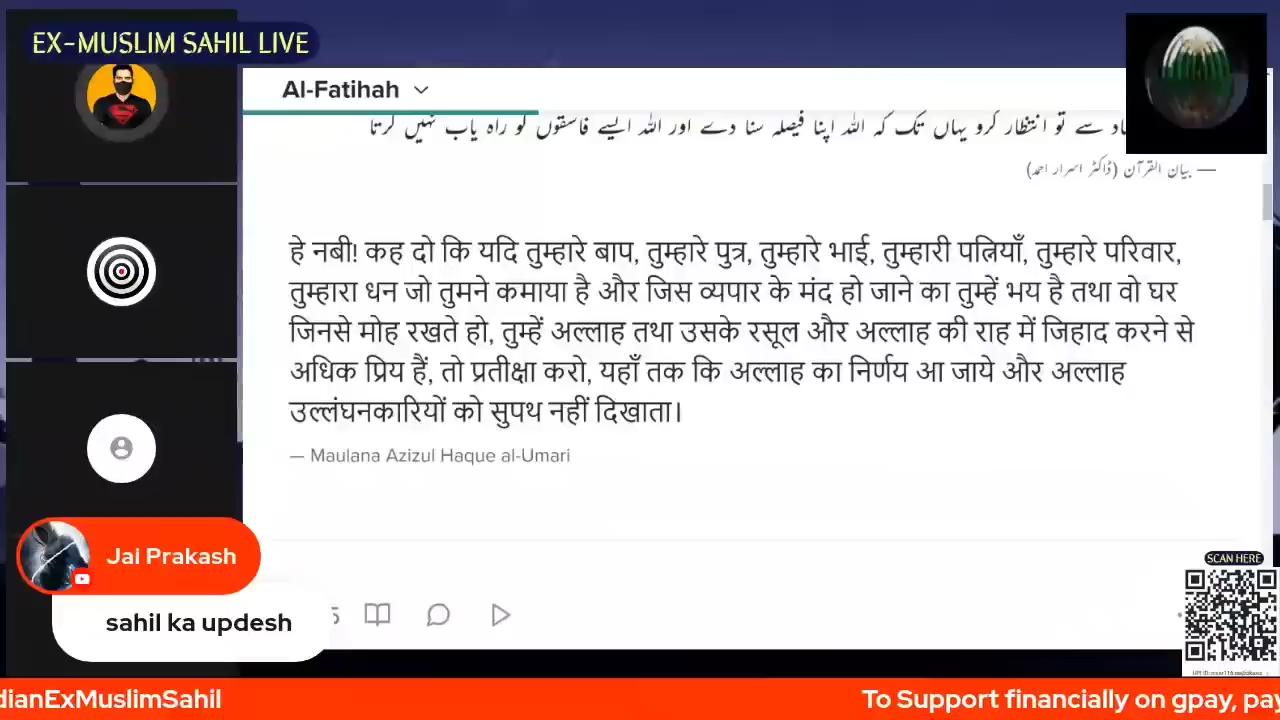 EX-MUSLIM SAHIL LIVE
Al-Fatihah
سے تو انتظار کرو یہاں تک کہ اللہ اپنا فیصلہ سنا دے اور اللہ ایسے فاسقوں کو راہ یاب نہیں کرتا
— بیان القرآن (ڈاکٹر اسرار احمد)
हे नबी! कह दो कि यदि तुम्हारे बाप, तुम्हारे पुत्र, तुम्हारे भाई, तुम्हारी पत्नियाँ, तुम्हारे परिवार,
तुम्हारा धन जो तुमने कमाया है और जिस व्यपार के मंद हो जाने का तुम्हें भय है तथा वो घर
जिनसे मोह रखते हो, तुम्हें अल्लाह तथा उसके रसूल और अल्लाह की राह में जिहाद करने से
अधिक प्रिय हैं, तो प्रतीक्षा करो, यहाँ तक कि अल्लाह का निर्णय आ जाये और अल्लाह
उल्लंघनकारियों को सुपथ नहीं दिखाता।
— Maulana Azizul Haque al-Umari
SCAN HERE
Jai Prakash
sahil ka updesh
dianExMuslimSahil
To Support financially on gpay, pay